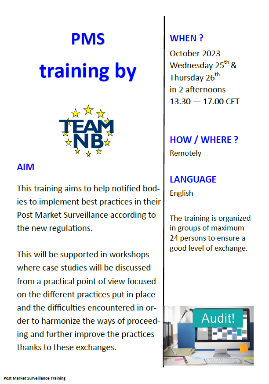 PMS
training by
TEAM
NB
AIM
This training aims to help notified bod-
ies to implement best practices in their
Post Market Surveillance according to
the new regulations.
This will be supported in workshops
where case studies will be discussed
from a practical point of view focused
on the different practices put in place
and the difficulties encountered in or-
der to harmonize the ways of proceed-
ing and further improve the practices
thanks to these exchanges.
WHEN ?
October 2023
Wednesday 25th &
Thursday 26th
in 2 afternoons
13.30 — 17.00 CET
HOW / WHERE ?
Remotely
LANGUAGE
English
The training is organized
in groups of maximum
24 persons to ensure a
good level of exchange.
Audit!
Post Market Surveillance Training